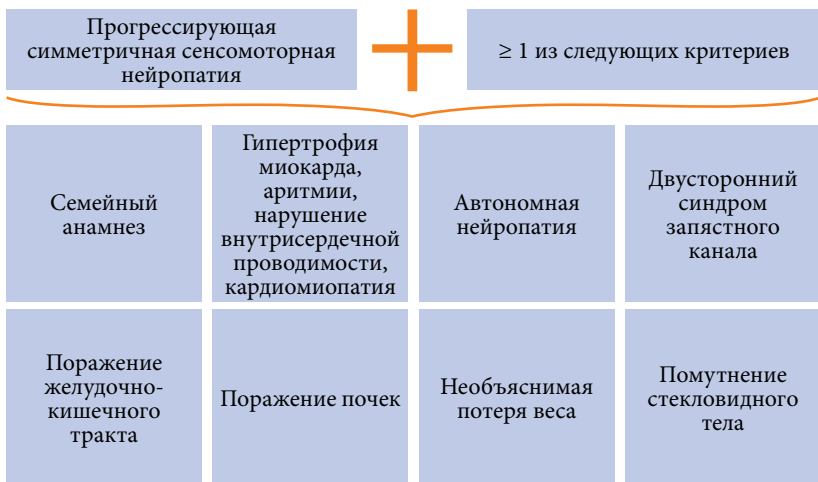 Прогрессирующая
симметричная сенсомоторная
нейропатия
≥ 1 из следующих критериев
Семейный
анамнез
Гипертрофия
миокарда,
аритмии,
нарушение
внутрисердечной
проводимости,
кардиомиопатия
Автономная
нейропатия
Двусторонний
синдром
запястного
канала
Поражение
желудочно-
кишечного
тракта
Поражение почек
Необъяснимая
потеря веса
Помутнение
стекловидного
тела